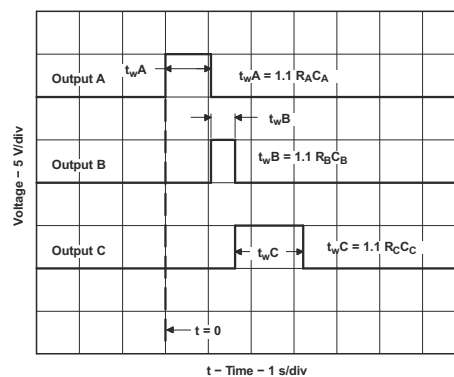 t_wA
Output A
t_wA = 1.1 R_AC_A
t_wB
Output B
t_wB = 1.1 R_BC_B
Output C
t_wC
t_wC = 1.1 R_CC_C
t = 0
Voltage – 5 V/div
t – Time – 1 s/div